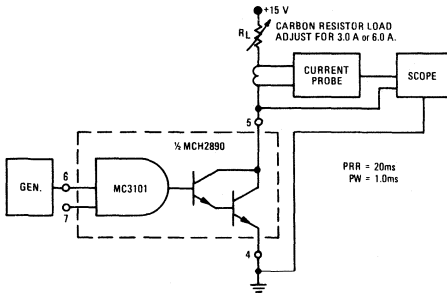 +15 V
RL
CARBON RESISTOR LOAD
ADJUST FOR 3.0 A or 6.0 A.
CURRENT
PROBE
SCOPE
5
½ MCH2890
PRR = 20ms
PW = 1.0ms
GEN.
6
7
MC3101
4